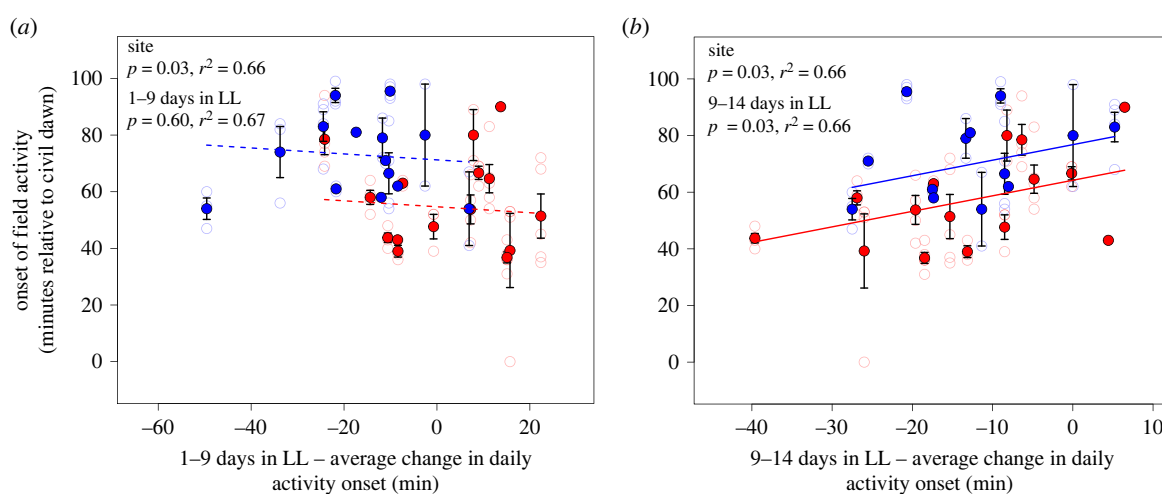 (a)
(b)
site
p = 0.03, r² = 0.66
1–9 days in LL
p = 0.60, r² = 0.67
site
p = 0.03, r² = 0.66
9–14 days in LL
p = 0.03, r² = 0.66
onset of field activity
(minutes relative to civil dawn)
100
80
60
40
20
0
100
80
60
40
20
0
–60
–40
–20
0
20
–40
–30
–20
–10
0
10
1–9 days in LL – average change in daily
activity onset (min)
9–14 days in LL – average change in daily
activity onset (min)